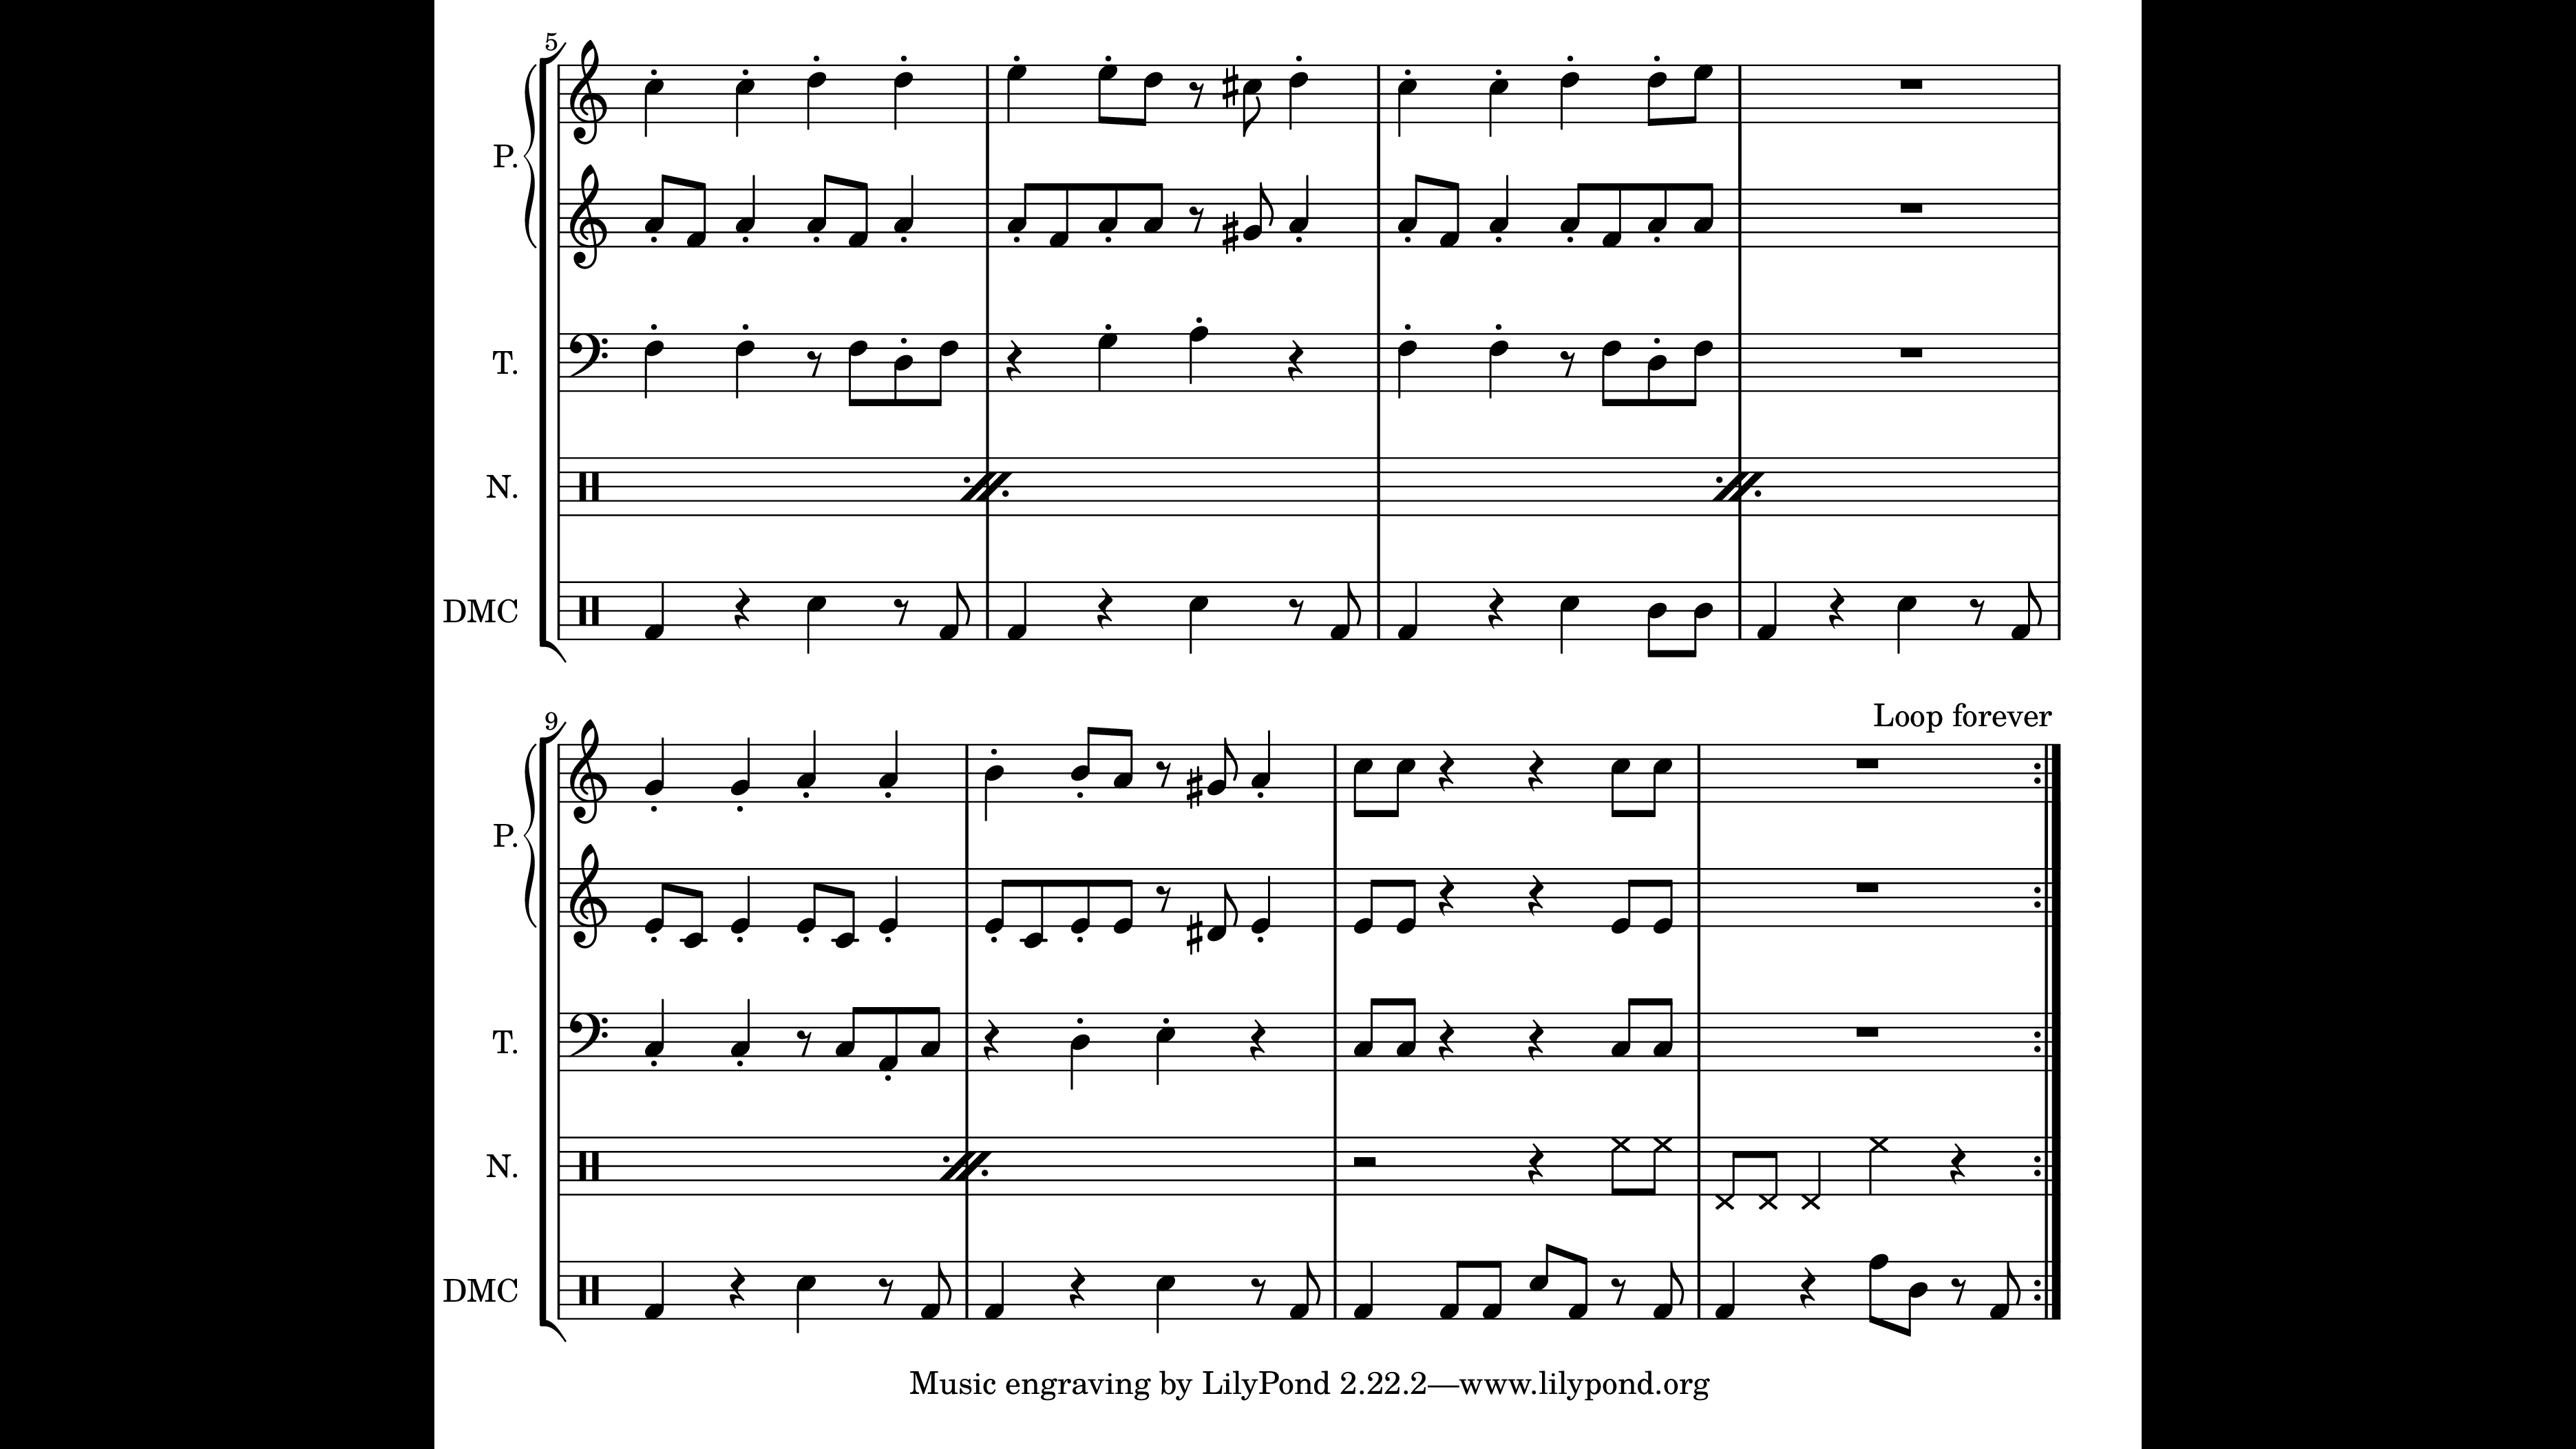 5
P.
T.
N.
DMC
Loop forever
9
P.
T.
N.
DMC
Music engraving by LilyPond 2.22.2—www.lilypond.org